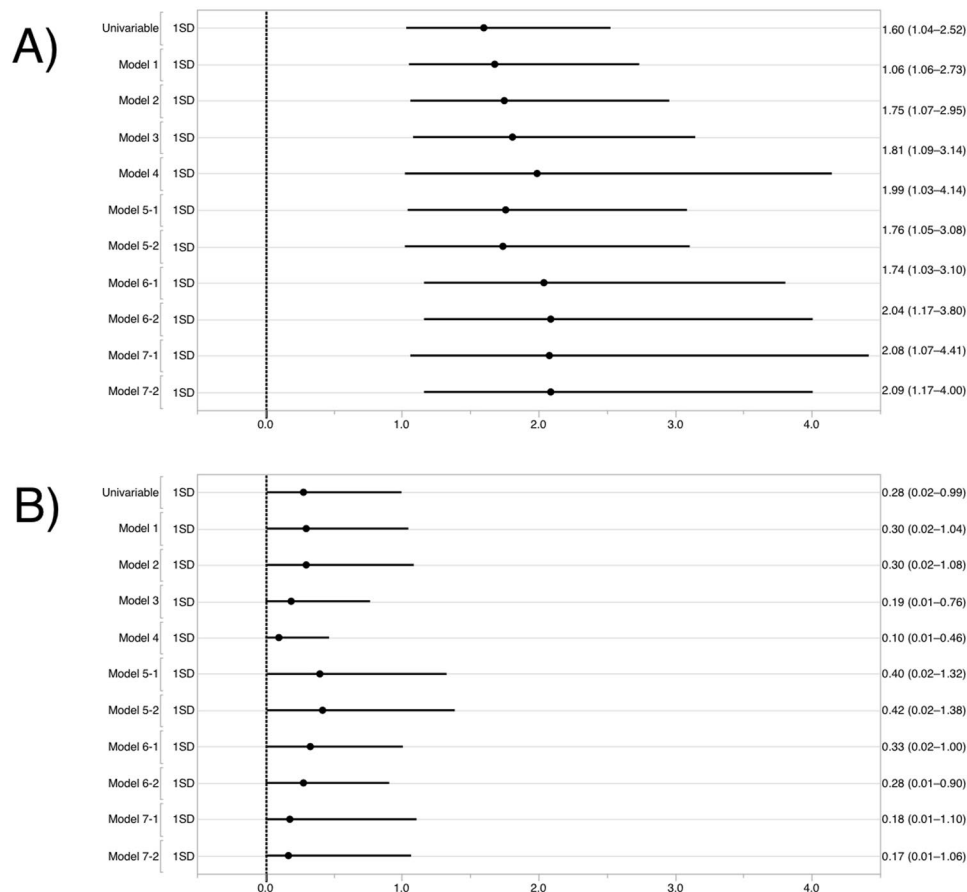 A)
Univariable 1SD 1.60 (1.04–2.52)
Model 1 1SD 1.06 (1.06–2.73)
Model 2 1SD 1.75 (1.07–2.95)
Model 3 1SD 1.81 (1.09–3.14)
Model 4 1SD 1.99 (1.03–4.14)
Model 5-1 1SD 1.76 (1.05–3.08)
Model 5-2 1SD 1.74 (1.03–3.10)
Model 6-1 1SD 2.04 (1.17–3.80)
Model 6-2 1SD 2.08 (1.07–4.41)
Model 7-1 1SD 2.09 (1.17–4.00)
Model 7-2 1SD
0.0 1.0 2.0 3.0 4.0
B)
Univariable 1SD 0.28 (0.02–0.99)
Model 1 1SD 0.30 (0.02–1.04)
Model 2 1SD 0.30 (0.02–1.08)
Model 3 1SD 0.19 (0.01–0.76)
Model 4 1SD 0.10 (0.01–0.46)
Model 5-1 1SD 0.40 (0.02–1.32)
Model 5-2 1SD 0.42 (0.02–1.38)
Model 6-1 1SD 0.33 (0.02–1.00)
Model 6-2 1SD 0.28 (0.01–0.90)
Model 7-1 1SD 0.18 (0.01–1.10)
Model 7-2 1SD 0.17 (0.01–1.06)
0.0 1.0 2.0 3.0 4.0